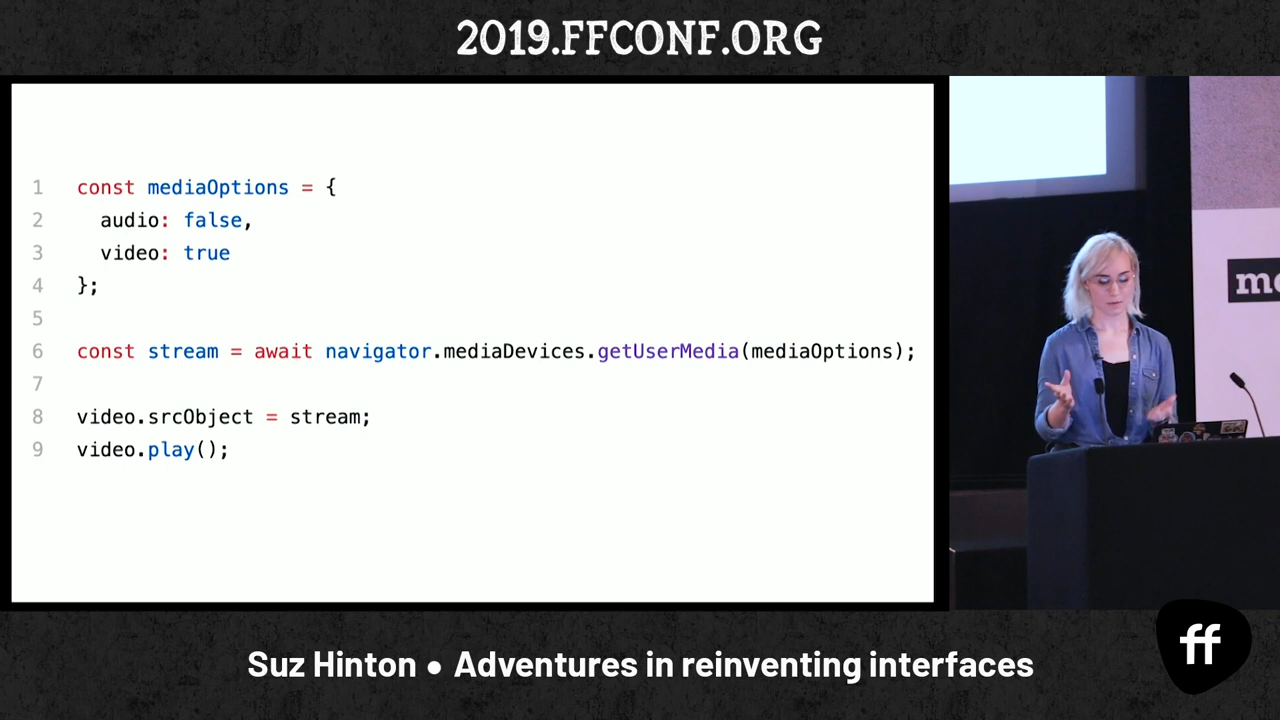 2019.FFCONF.ORG
1 const mediaOptions = {
2 audio: false,
3 video: true
4 };
5
6 const stream = await navigator.mediaDevices.getUserMedia(mediaOptions);
7
8 video.srcObject = stream;
9 video.play();
ff
Suz Hinton • Adventures in reinventing interfaces